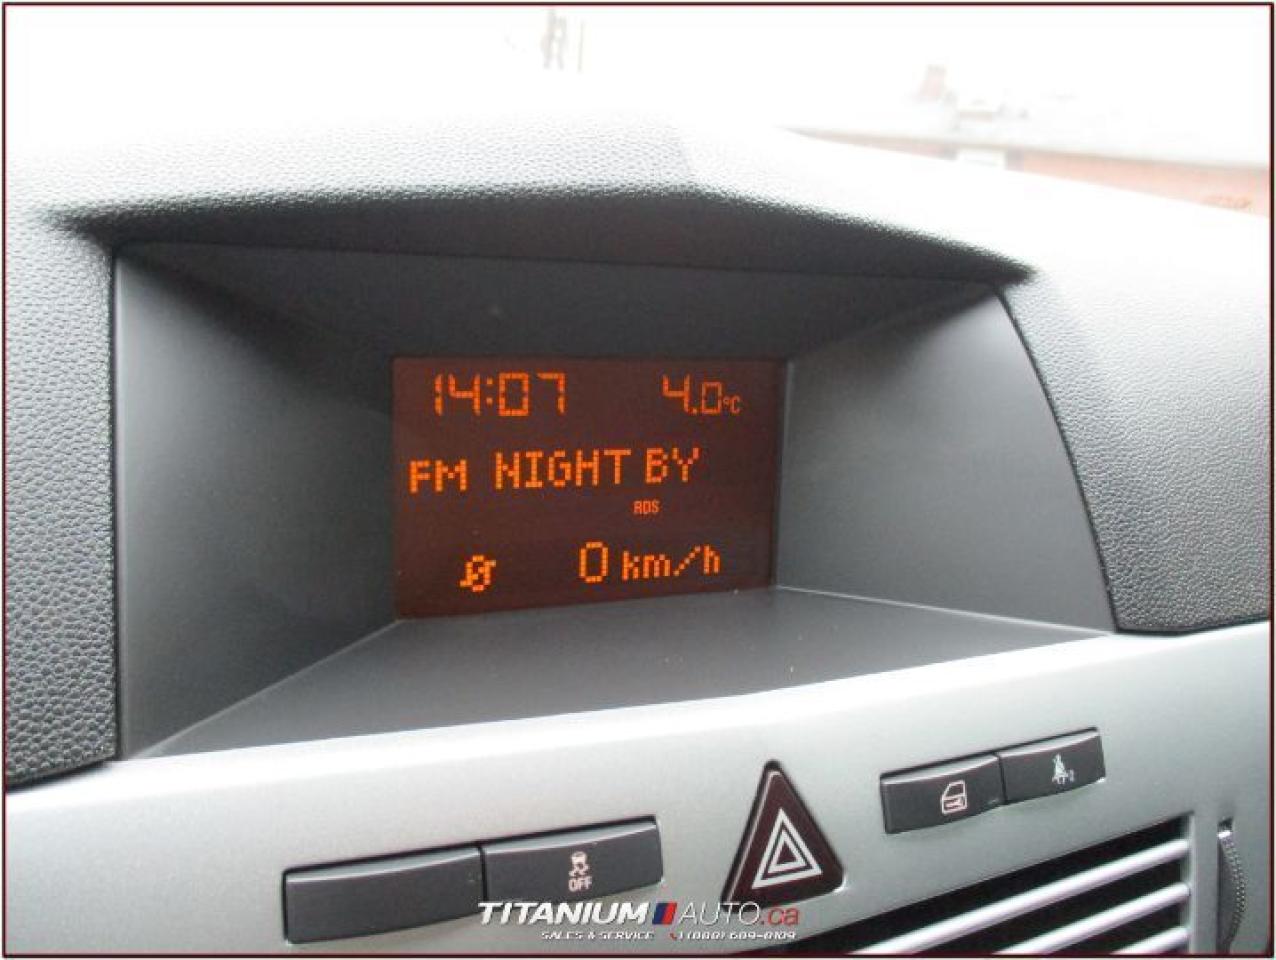 14:07 4.0°C
FM NIGHT BY
RDS
0 km/h
OFF
TITANIUM AUTO.ca
SALES & SERVICE